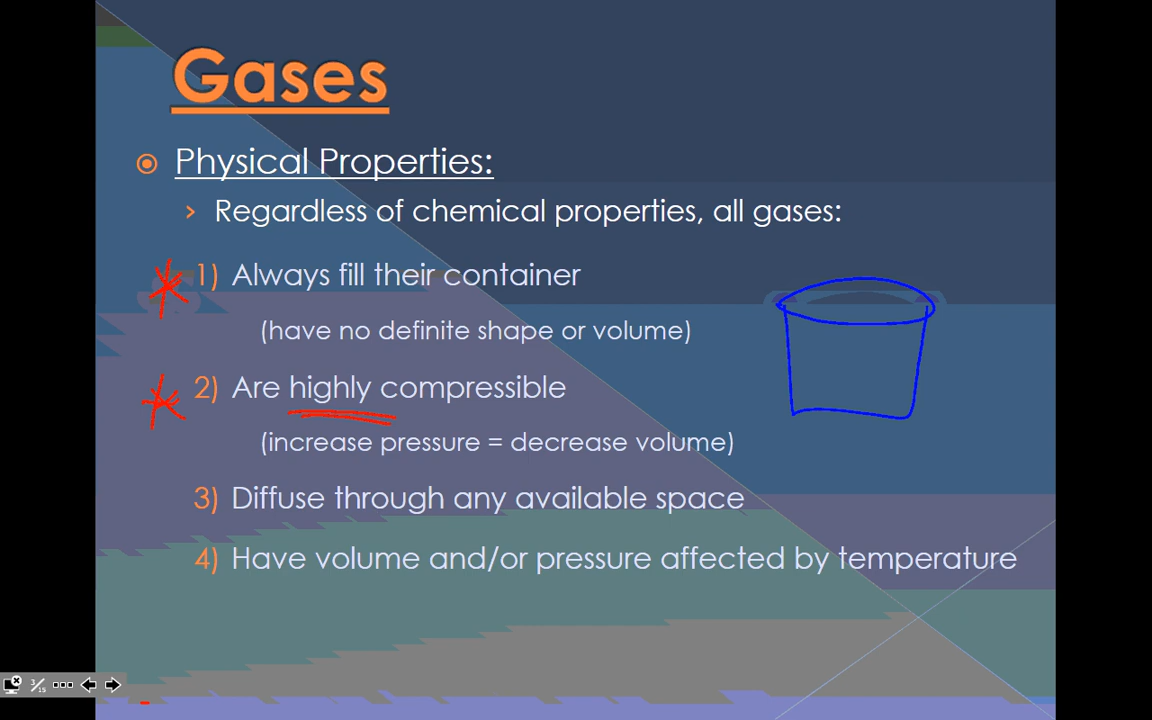 Gases
Physical Properties:
Regardless of chemical properties, all gases:
1) Always fill their container
(have no definite shape or volume)
2) Are highly compressible
(increase pressure = decrease volume)
3) Diffuse through any available space
4) Have volume and/or pressure affected by temperature
3/15